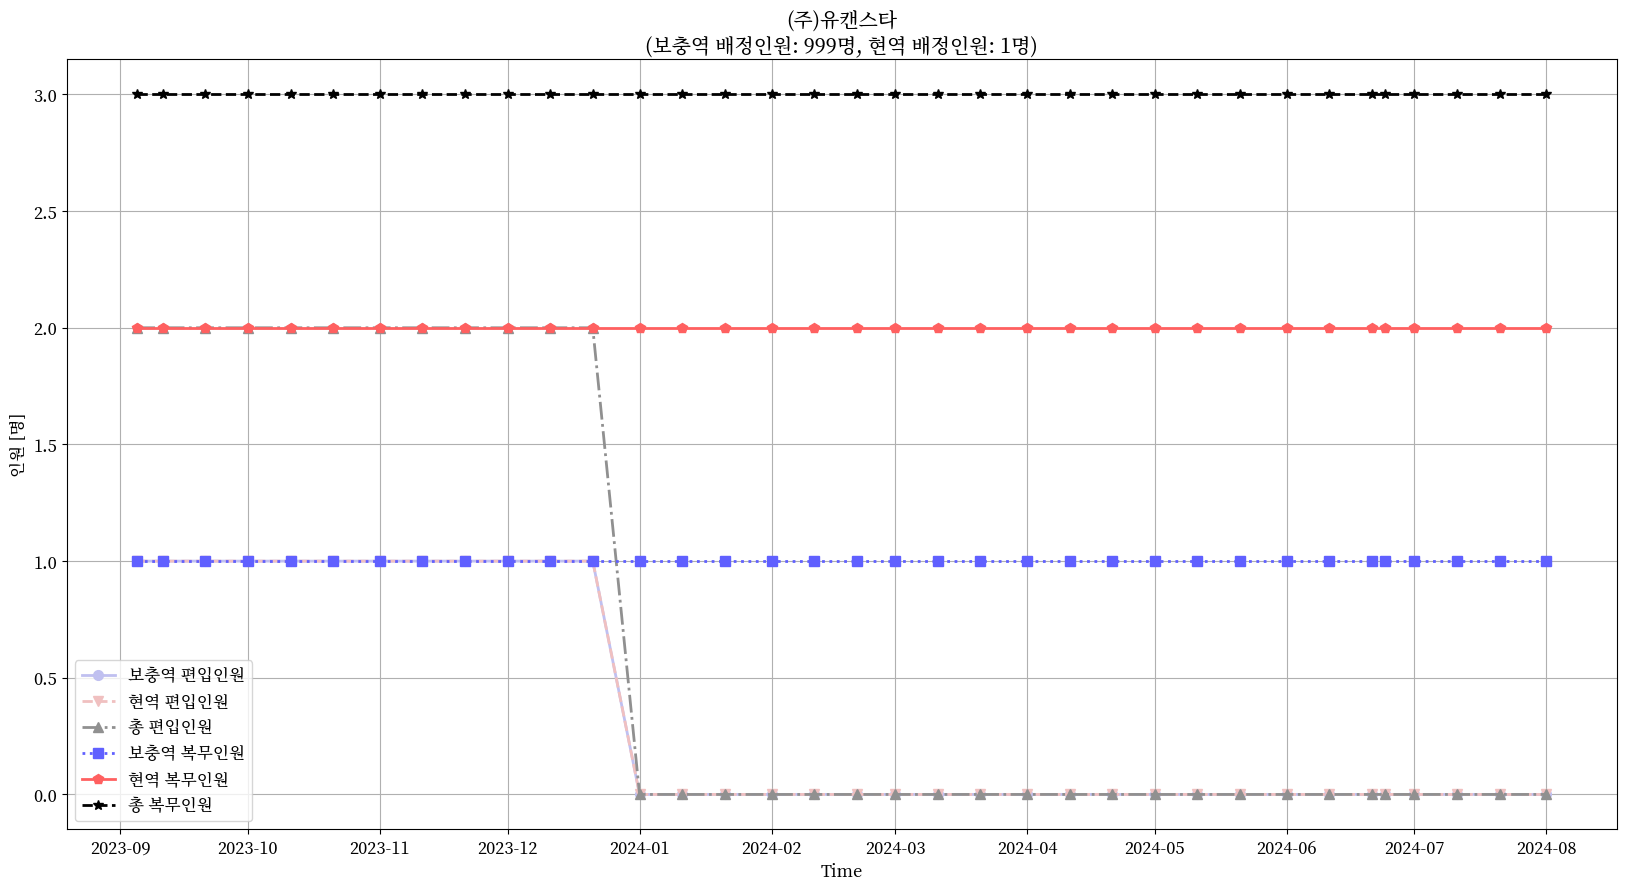 (주)유캔스타
(보충역 배정인원: 999명, 현역 배정인원: 1명)
3.0
2.5
2.0
1.5
1.0
0.5
0.0
인원 [명]
보충역 편입인원
현역 편입인원
총 편입인원
보충역 복무인원
현역 복무인원
총 복무인원
2023-09 2023-10 2023-11 2023-12 2024-01 2024-02 2024-03 2024-04 2024-05 2024-06 2024-07 2024-08
Time